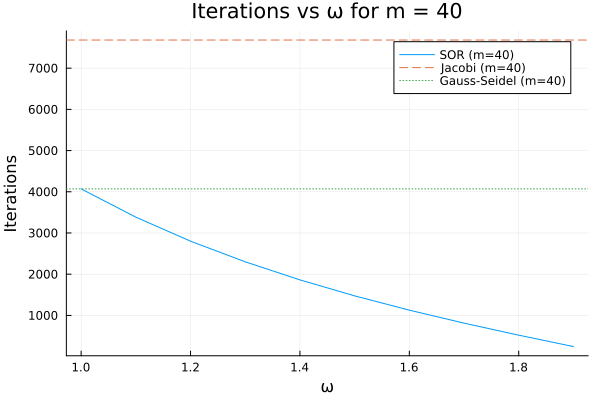 Iterations vs ω for m = 40
SOR (m=40)
Jacobi (m=40)
Gauss-Seidel (m=40)
Iterations
7000
6000
5000
4000
3000
2000
1000
1.0
1.2
1.4
1.6
1.8
ω